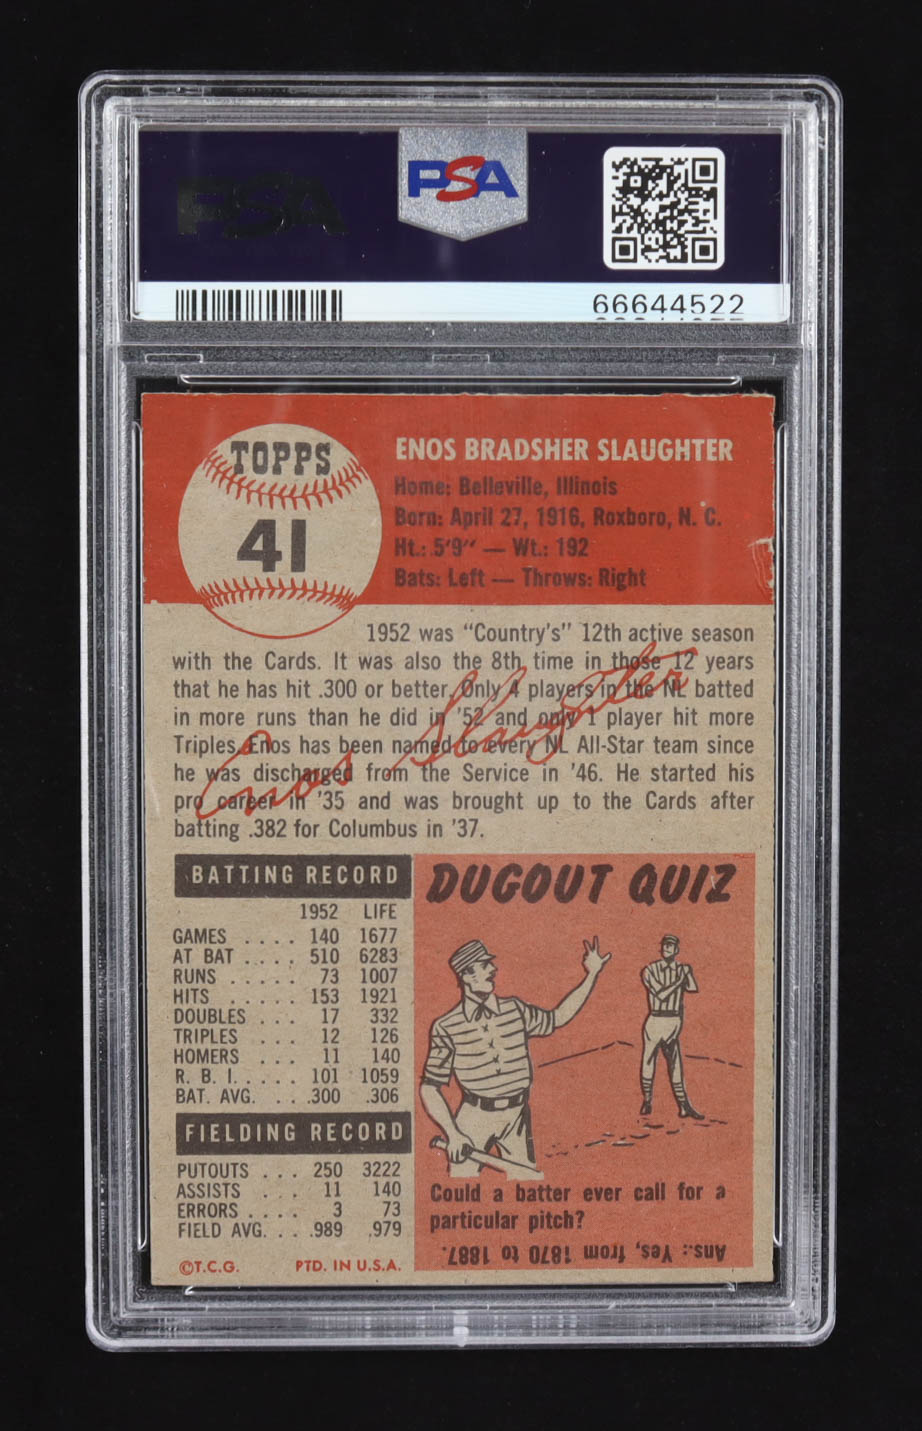 PSA
PSA
66644522
TOPPS
41
ENOS BRADSHER SLAUGHTER
Home: Belleville, Illinois
Born: April 27, 1916, Roxboro, N. C.
Ht.: 5'9" — Wt.: 192
Bats: Left — Throws: Right
1952 was "Country's" 12th active season
with the Cards. It was also the 8th time in those 12 years
that he has hit .300 or better. Only 4 players in the NL batted
in more runs than he did in '52 and only 1 player hit more
Triples. Enos has been named to every NL All-Star team since
he was discharged from the Service in '46. He started his
pro career in '35 and was brought up to the Cards after
batting .382 for Columbus in '37.
Enos Slaughter
BATTING RECORD
1952 LIFE
GAMES .... 140 1677
AT BAT .... 510 6283
RUNS ..... 73 1007
HITS ..... 153 1921
DOUBLES ... 17 332
TRIPLES ... 12 126
HOMERS ... 11 140
R. B. I. .... 101 1059
BAT. AVG. .. .300 .306
FIELDING RECORD
PUTOUTS ... 250 3222
ASSISTS ... 11 140
ERRORS .... 3 73
FIELD AVG. .. .989 .979
©T.C.G. PTD. IN U.S.A.
DUGOUT QUIZ
Could a batter ever call for a
particular pitch?
Ans.: Yes, from 1870 to 1887.